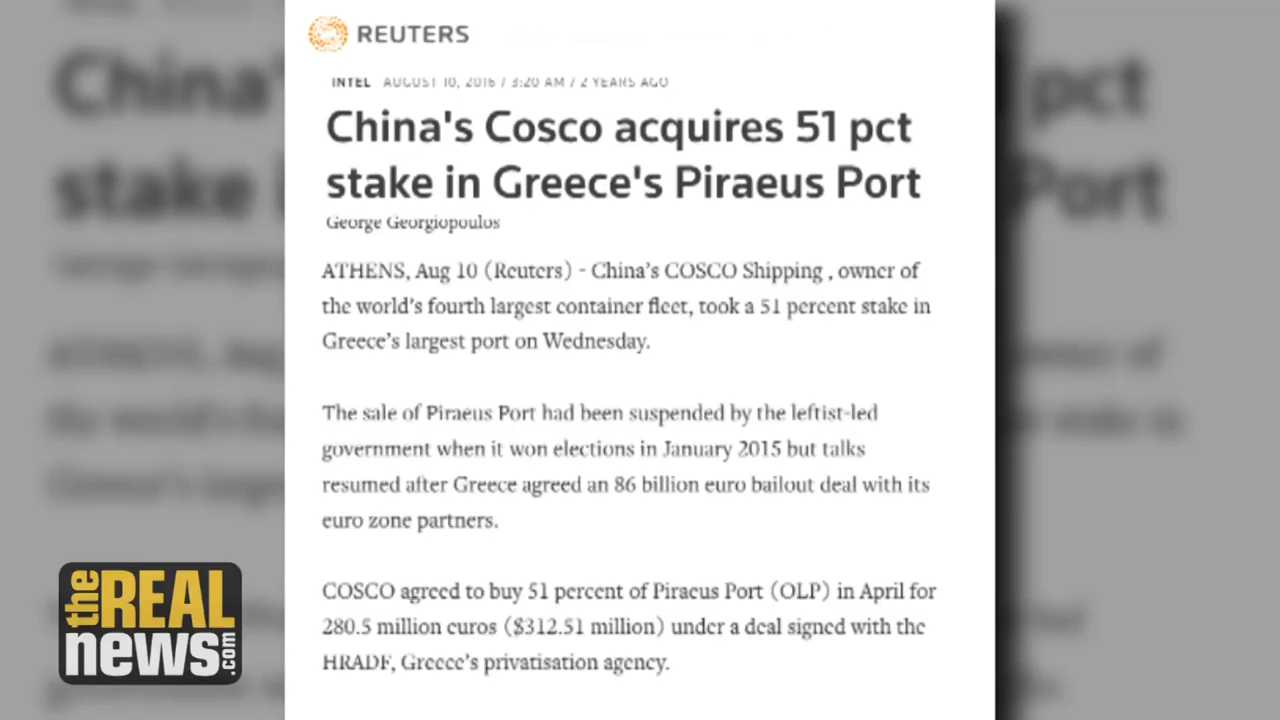 REUTERS
INTEL AUGUST 10, 2016 / 3:20 AM / 2 YEARS AGO
China's Cosco acquires 51 pct
stake in Greece's Piraeus Port
George Georgiopoulos
ATHENS, Aug 10 (Reuters) - China's COSCO Shipping , owner of
the world's fourth largest container fleet, took a 51 percent stake in
Greece's largest port on Wednesday.
The sale of Piraeus Port had been suspended by the leftist-led
government when it won elections in January 2015 but talks
resumed after Greece agreed an 86 billion euro bailout deal with its
euro zone partners.
COSCO agreed to buy 51 percent of Piraeus Port (OLP) in April for
280.5 million euros ($312.51 million) under a deal signed with the
HRADF, Greece's privatisation agency.
the REAL
news.com